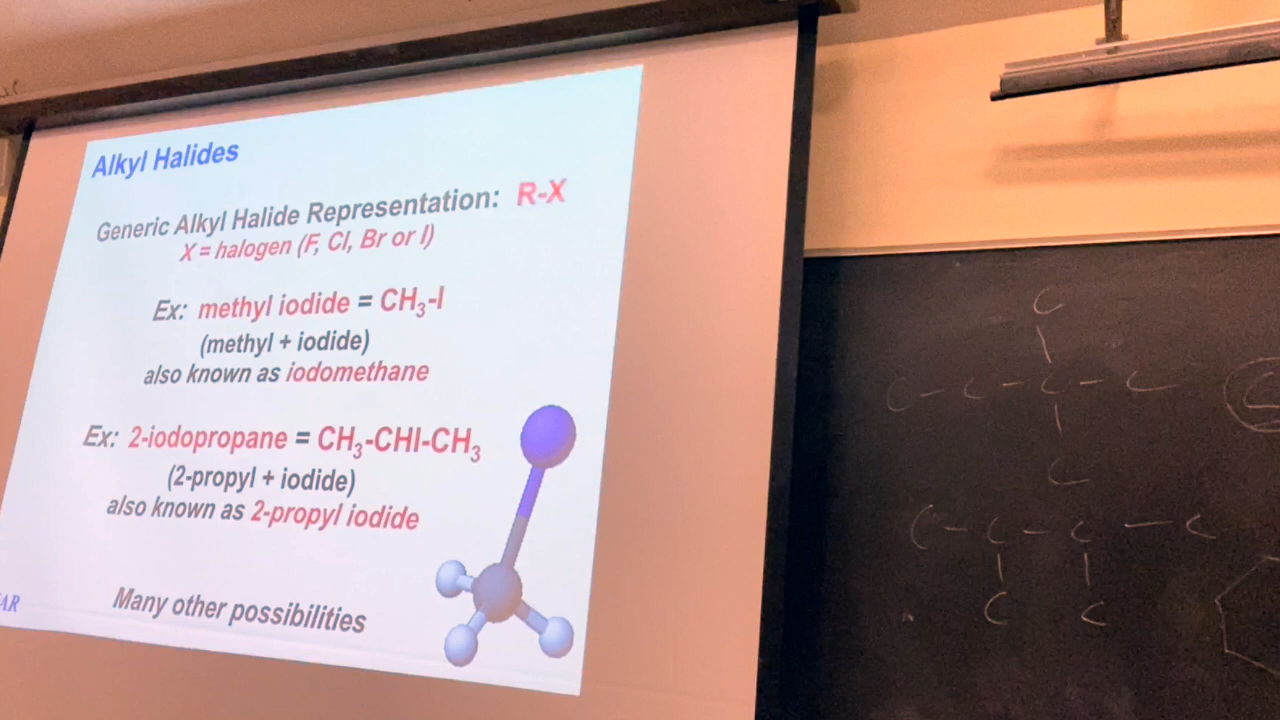 Alkyl Halides
Generic Alkyl Halide Representation: R-X
X = halogen (F, Cl, Br or I)
Ex: methyl iodide = CH₃-I
(methyl + iodide)
also known as iodomethane
Ex: 2-iodopropane = CH₃-CHI-CH₃
(2-propyl + iodide)
also known as 2-propyl iodide
Many other possibilities
AR
C
C - C - C - C
C
C - C - C - C
C C